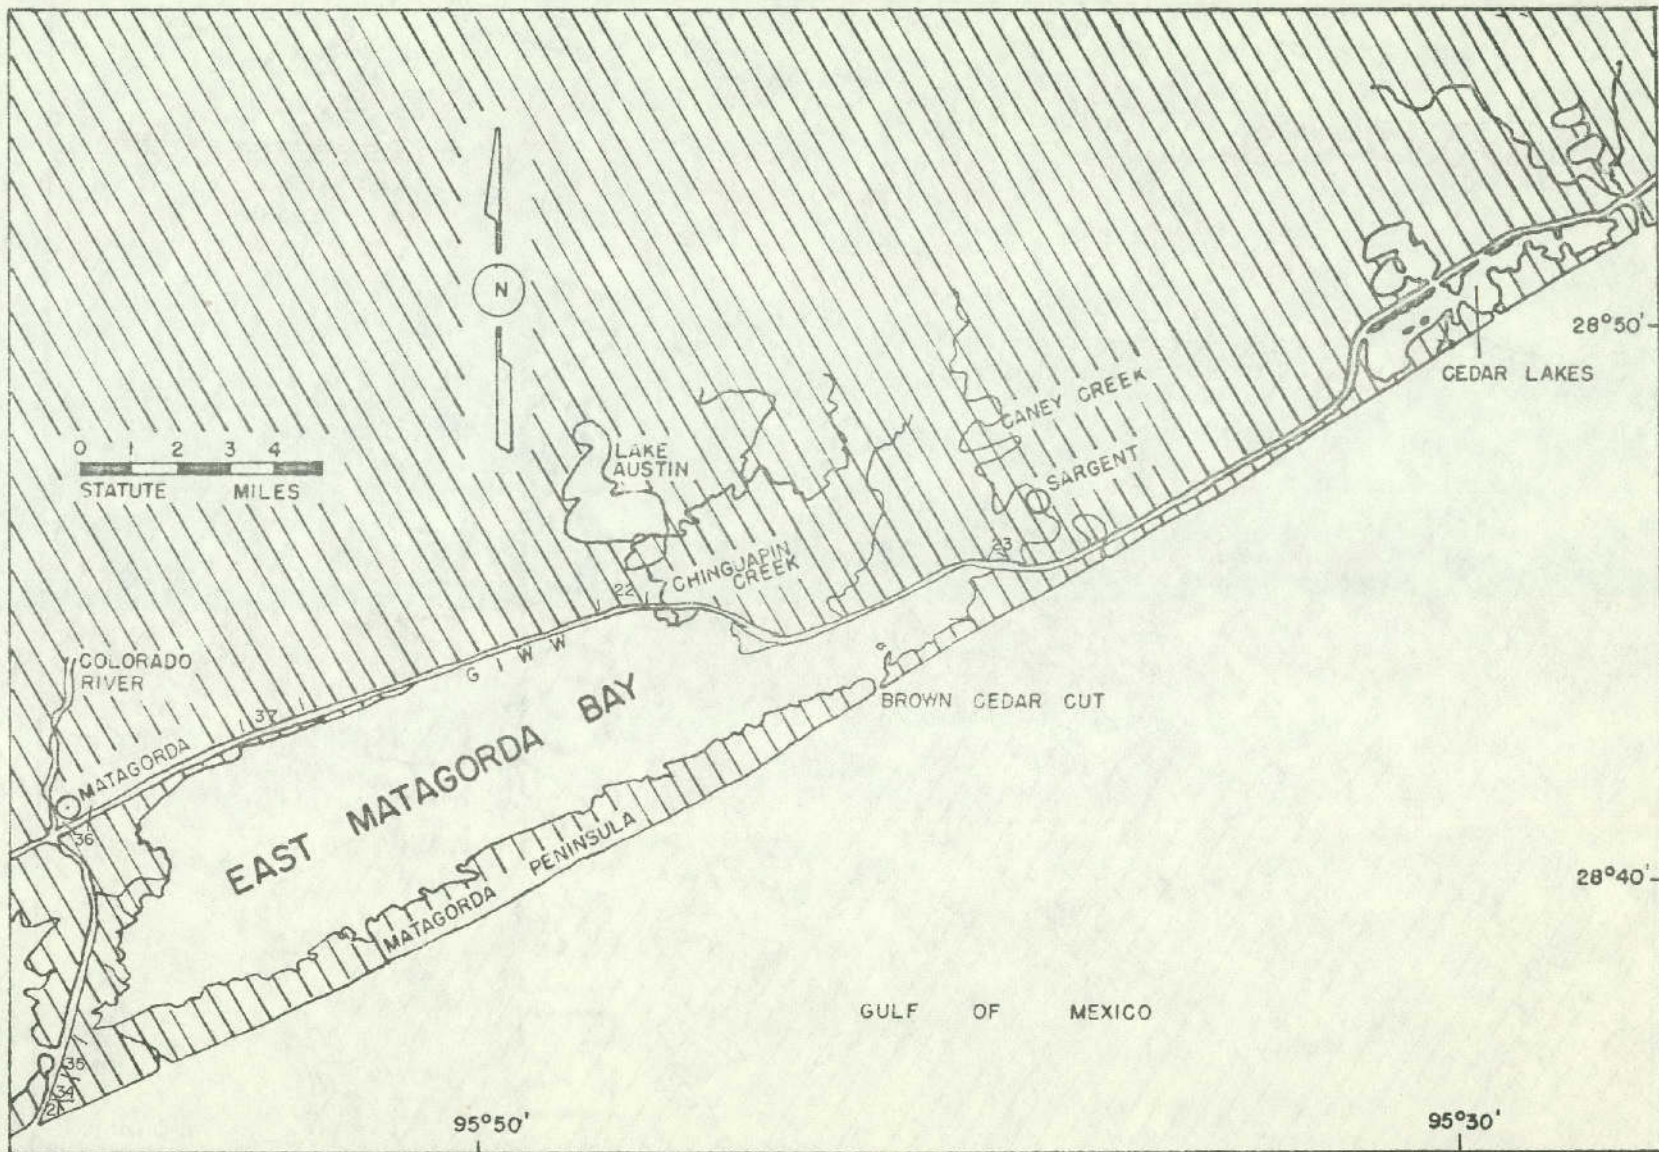 N
28°50'
CEDAR LAKES
CANEY CREEK
SARGENT
0 1 2 3 4
STATUTE MILES
LAKE
AUSTIN
23
CHINQUAPIN
CREEK
22
G I W W
COLORADO
RIVER
37
MATAGORDA
BROWN CEDAR CUT
EAST MATAGORDA BAY
36
28°40'
MATAGORDA PENINSULA
GULF OF MEXICO
35
34
21
95°50'
95°30'